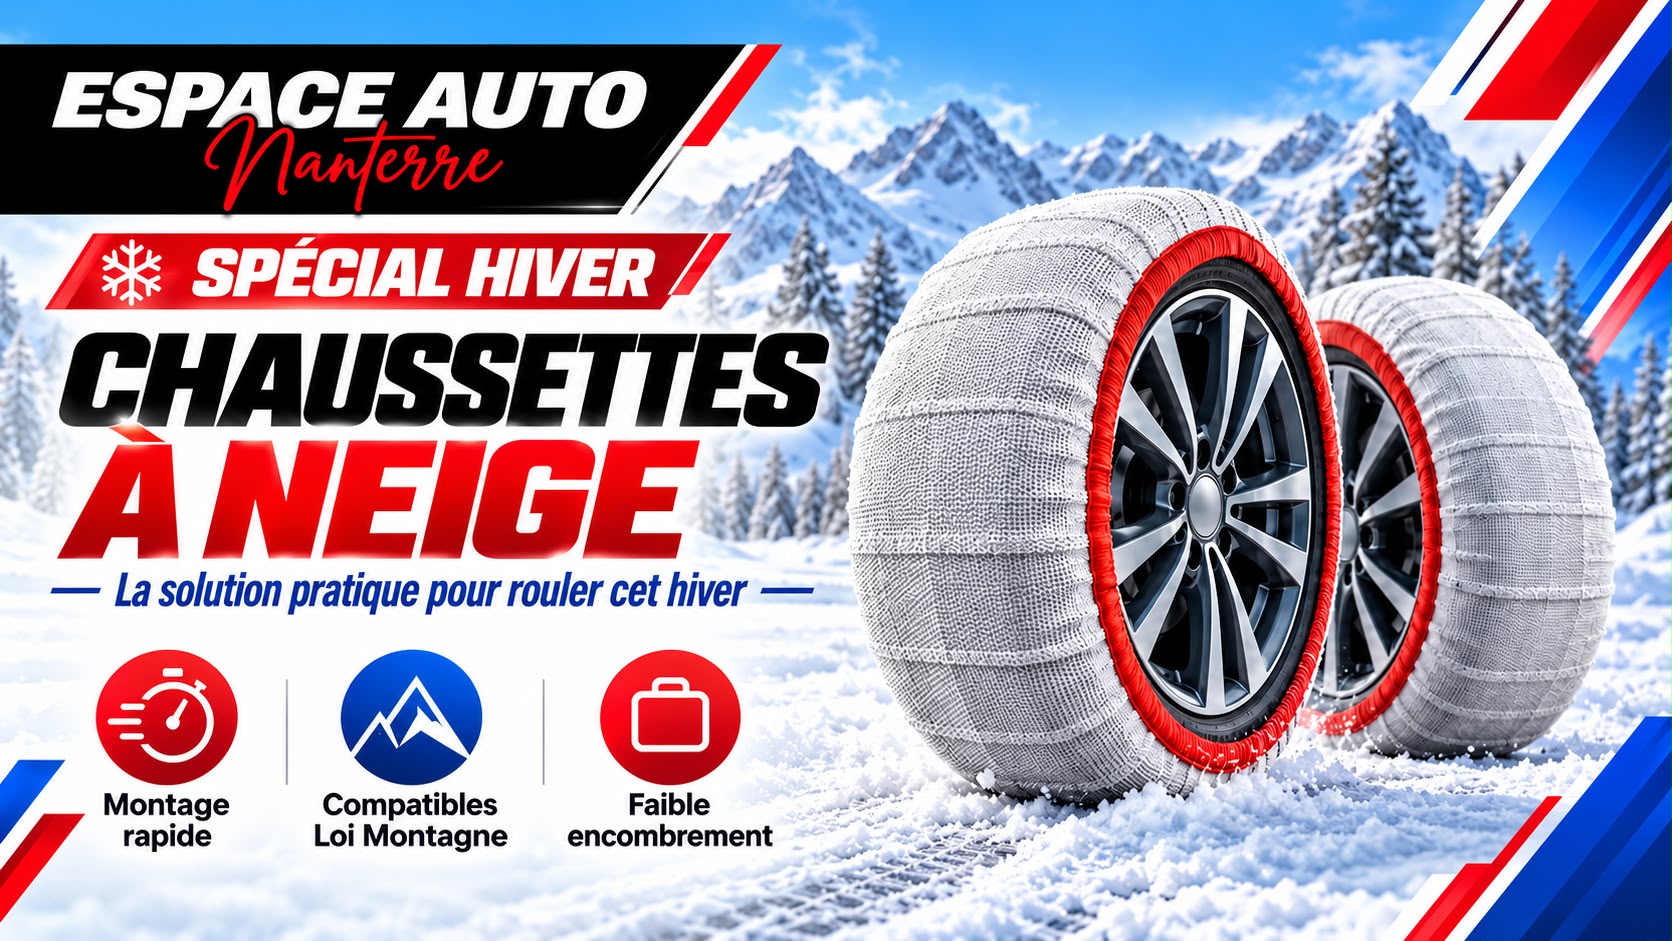 ESPACE AUTO
Nanterre
SPÉCIAL HIVER
CHAUSSETTES
À NEIGE
La solution pratique pour rouler cet hiver
Montage
rapide
Compatibles
Loi Montagne
Faible
encombrement